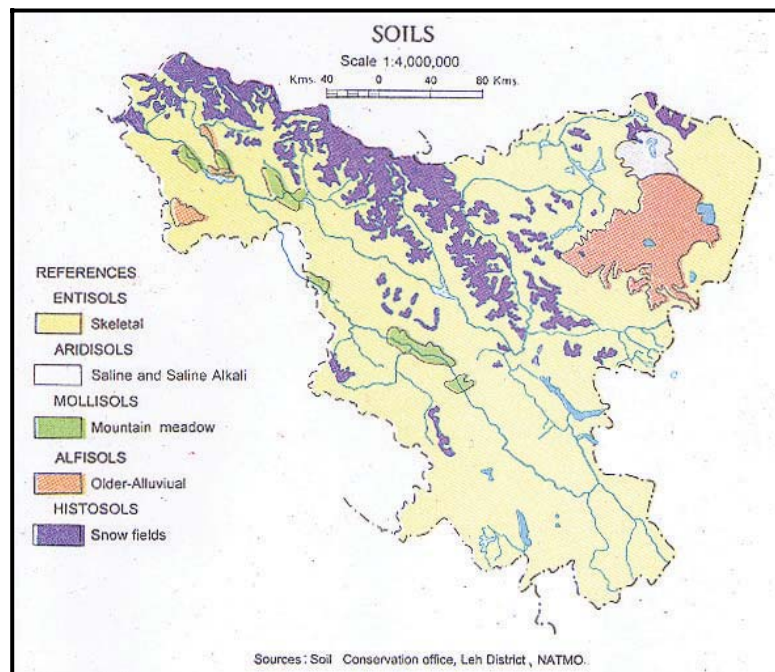 SOILS
Scale 1:4,000,000
Kms. 40 0 40 80 Kms.
REFERENCES
ENTISOLS
Skeletal
ARIDISOLS
Saline and Saline Alkali
MOLLISOLS
Mountain meadow
ALFISOLS
Older-Alluviual
HISTOSOLS
Snow fields
Sources: Soil Conservation office, Leh District, NATMO.